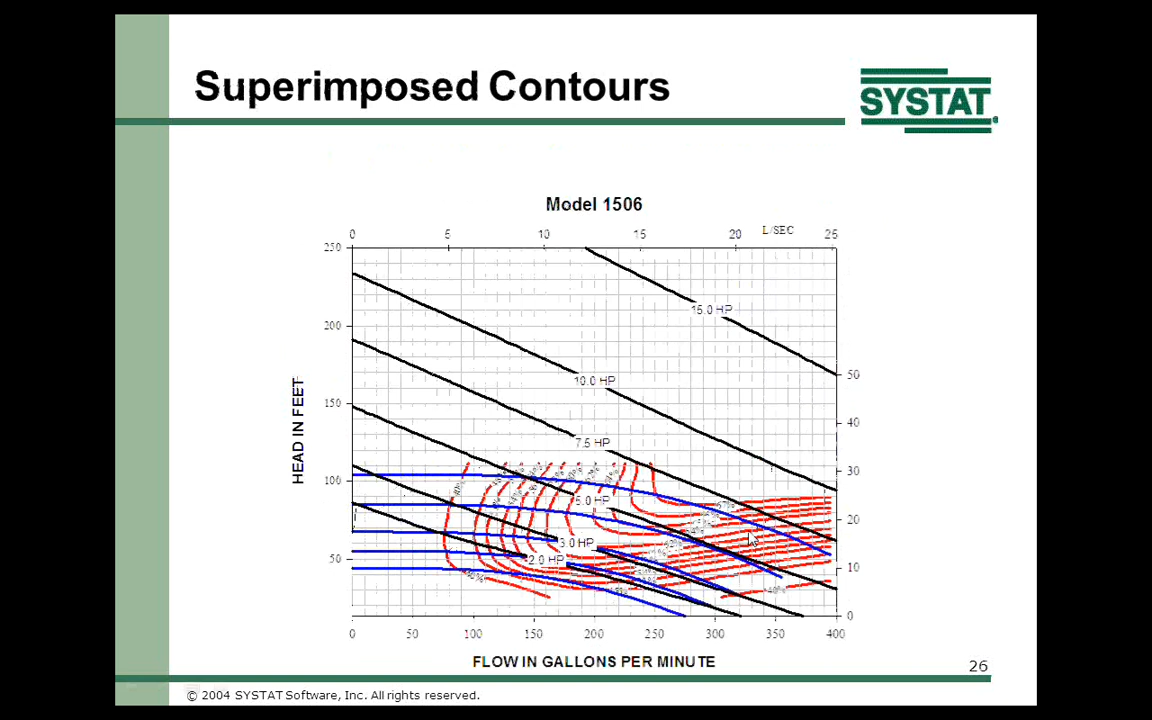 Superimposed Contours
SYSTAT
Model 1506
0 5 10 15 20 L/SEC 25
250
200
150
100
50
HEAD IN FEET
15.0 HP
10.0 HP
7.5 HP
5.0 HP
3.0 HP
2.0 HP
40%
40%
40%
50
40
30
20
10
0
0 50 100 150 200 250 300 350 400
FLOW IN GALLONS PER MINUTE
26
© 2004 SYSTAT Software, Inc. All rights reserved.